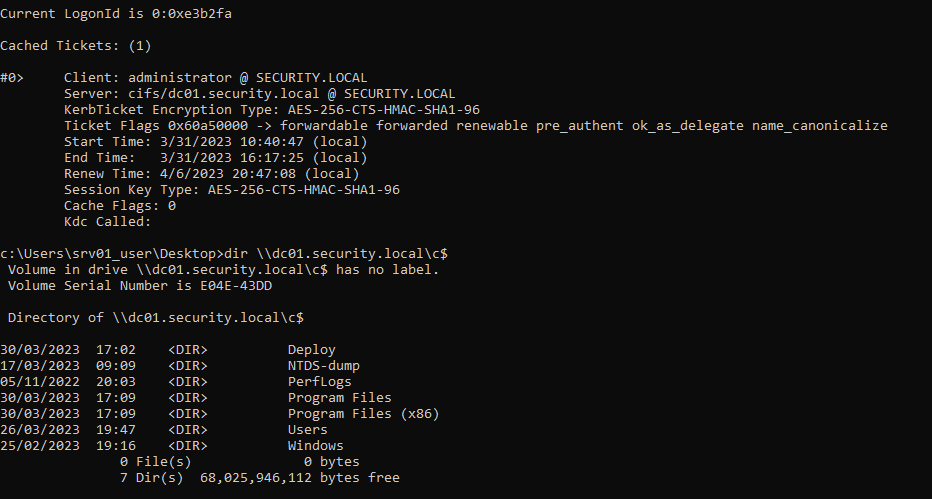 Current LogonId is 0:0xe3b2fa
Cached Tickets: (1)
#0>     Client: administrator @ SECURITY.LOCAL
        Server: cifs/dc01.security.local @ SECURITY.LOCAL
        KerbTicket Encryption Type: AES-256-CTS-HMAC-SHA1-96
        Ticket Flags 0x60a50000 -> forwardable forwarded renewable pre_authent ok_as_delegate name_canonicalize
        Start Time: 3/31/2023 10:40:47 (local)
        End Time:   3/31/2023 16:17:25 (local)
        Renew Time: 4/6/2023 20:47:08 (local)
        Session Key Type: AES-256-CTS-HMAC-SHA1-96
        Cache Flags: 0
        Kdc Called:
c:\Users\srv01_user\Desktop>dir \\dc01.security.local\c$
 Volume in drive \\dc01.security.local\c$ has no label.
 Volume Serial Number is E04E-43DD
 Directory of \\dc01.security.local\c$
30/03/2023  17:02    <DIR>          Deploy
17/03/2023  09:09    <DIR>          NTDS-dump
05/11/2022  20:03    <DIR>          PerfLogs
30/03/2023  17:09    <DIR>          Program Files
30/03/2023  17:09    <DIR>          Program Files (x86)
26/03/2023  19:47    <DIR>          Users
25/02/2023  19:16    <DIR>          Windows
               0 File(s)              0 bytes
               7 Dir(s)  68,025,946,112 bytes free